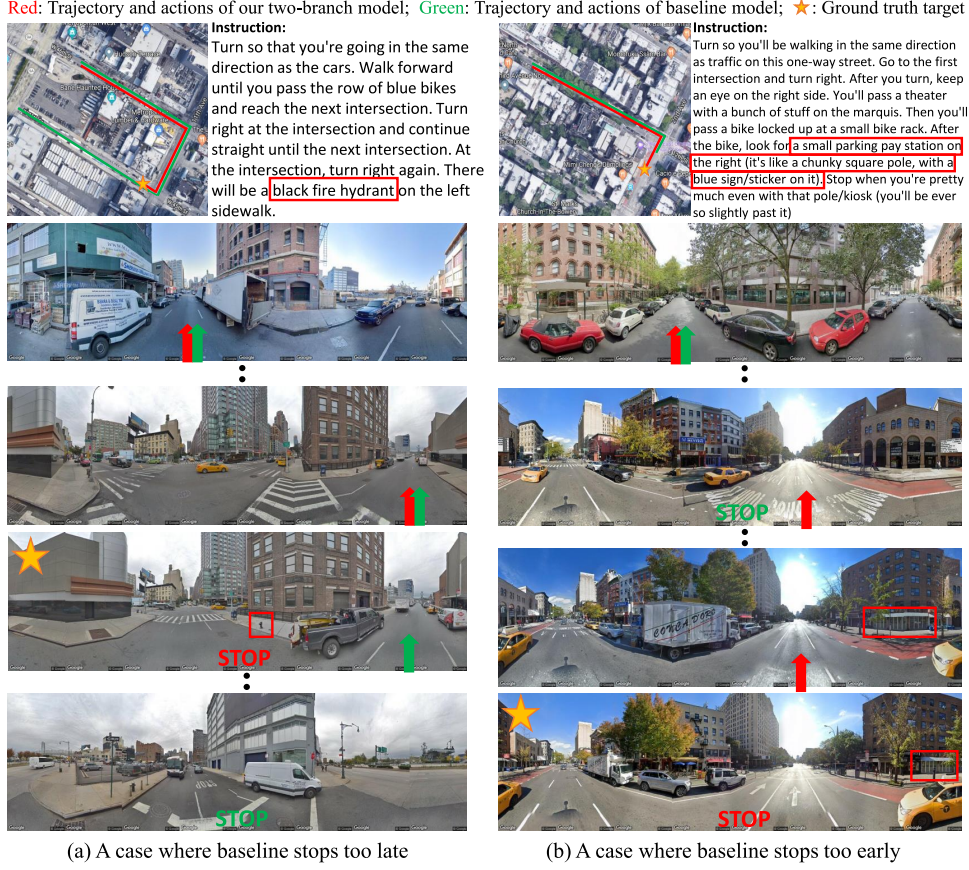 Red: Trajectory and actions of our two-branch model; Green: Trajectory and actions of baseline model; ⭐: Ground truth target
Instruction:
Turn so that you're going in the same
direction as the cars. Walk forward
until you pass the row of blue bikes
and reach the next intersection. Turn
right at the intersection and continue
straight until the next intersection. At
the intersection, turn right again. There
will be a black fire hydrant on the left
sidewalk.
Instruction:
Turn so you'll be walking in the same direction
as traffic on this one-way street. Go to the first
intersection and turn right. After you turn, keep
an eye on the right side. You'll pass a theater
with a bunch of stuff on the marquis. Then you'll
pass a bike locked up at a small bike rack. After
the bike, look for a small parking pay station on
the right (it's like a chunky square pole, with a
blue sign/sticker on it). Stop when you're pretty
much even with that pole/kiosk (you'll be ever
so slightly past it)
STOP
STOP
STOP
CONCA D'ORO
STOP
Google
(a) A case where baseline stops too late
(b) A case where baseline stops too early